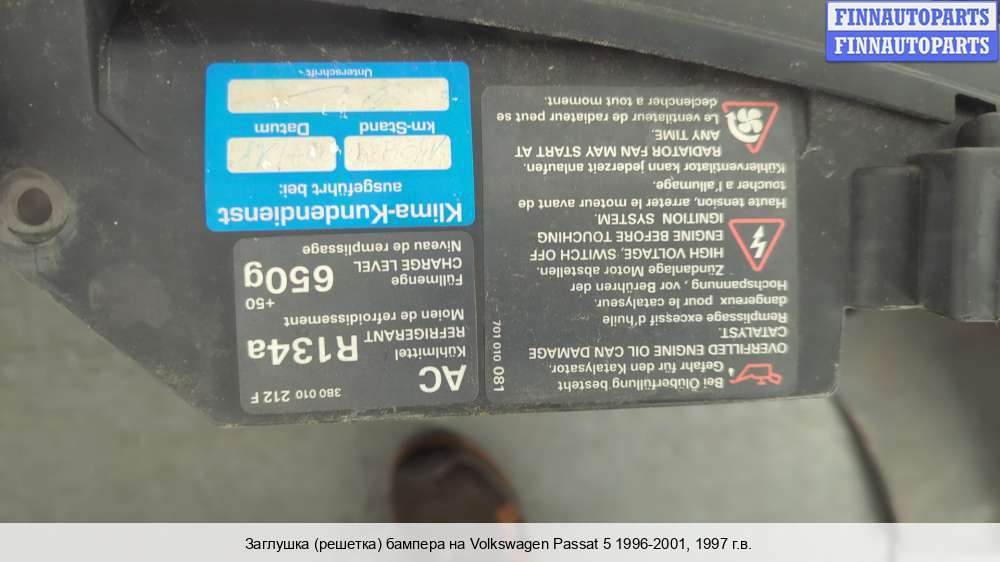 FINNAUTOPARTS
FINNAUTOPARTS
Bei Ölüberfüllung besteht
Gefahr für den Katalysator.
OVERFILLED ENGINE OIL CAN DAMAGE
CATALYST.
Remplissage excessif d'huile
dangereux pour le catalyseur.
Hochspannung, vor Berühren der
Zündanlage Motor abstellen.
HIGH VOLTAGE, SWITCH OFF
ENGINE BEFORE TOUCHING
IGNITION SYSTEM.
Haute tension, arreter le moteur avant de
toucher a l'allumage.
Kühlerventilator kann jederzeit anlaufen.
RADIATOR FAN MAY START AT
ANY TIME.
Le ventilateur de radiateur peut se
declencher a tout moment.
701 010 081
3B0 010 212 F
AC
Kühlmittel
REFRIGERANT
R134a
Moien de refroidissement
+50
Füllmenge
CHARGE LEVEL
650g
Niveau de remplissage
Klima-Kundendienst
ausgeführt bei:
km-Stand
Datum
Unterschrift
Заглушка (решетка) бампера на Volkswagen Passat 5 1996-2001, 1997 г.в.